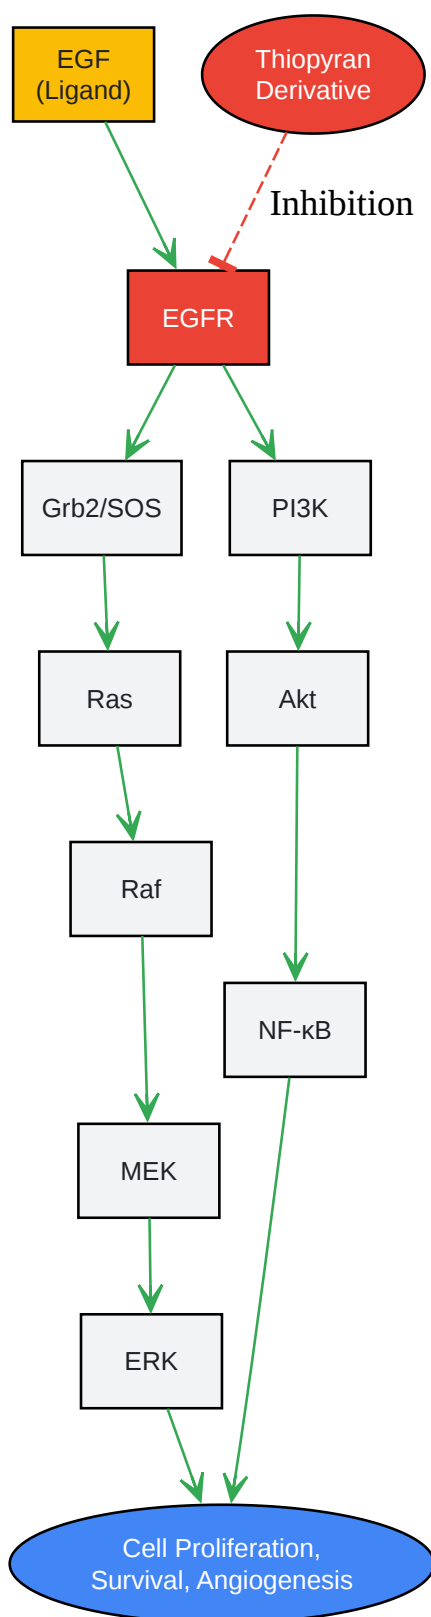 EGF
(Ligand)
Thiopyran
Derivative
Inhibition
EGFR
Grb2/SOS
PI3K
Ras
Akt
Raf
NF-κB
MEK
ERK
Cell Proliferation,
Survival, Angiogenesis